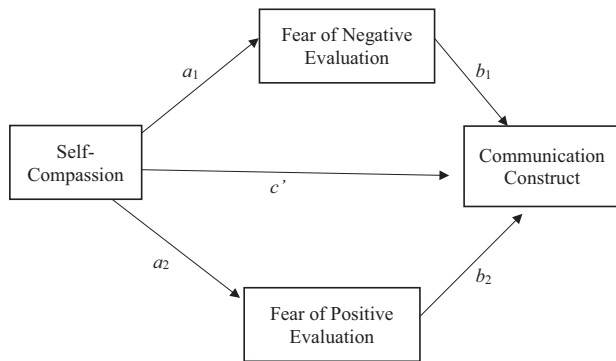 Fear of Negative
Evaluation
a1
b1
Self-
Compassion
Communication
Construct
c’
a2
b2
Fear of Positive
Evaluation